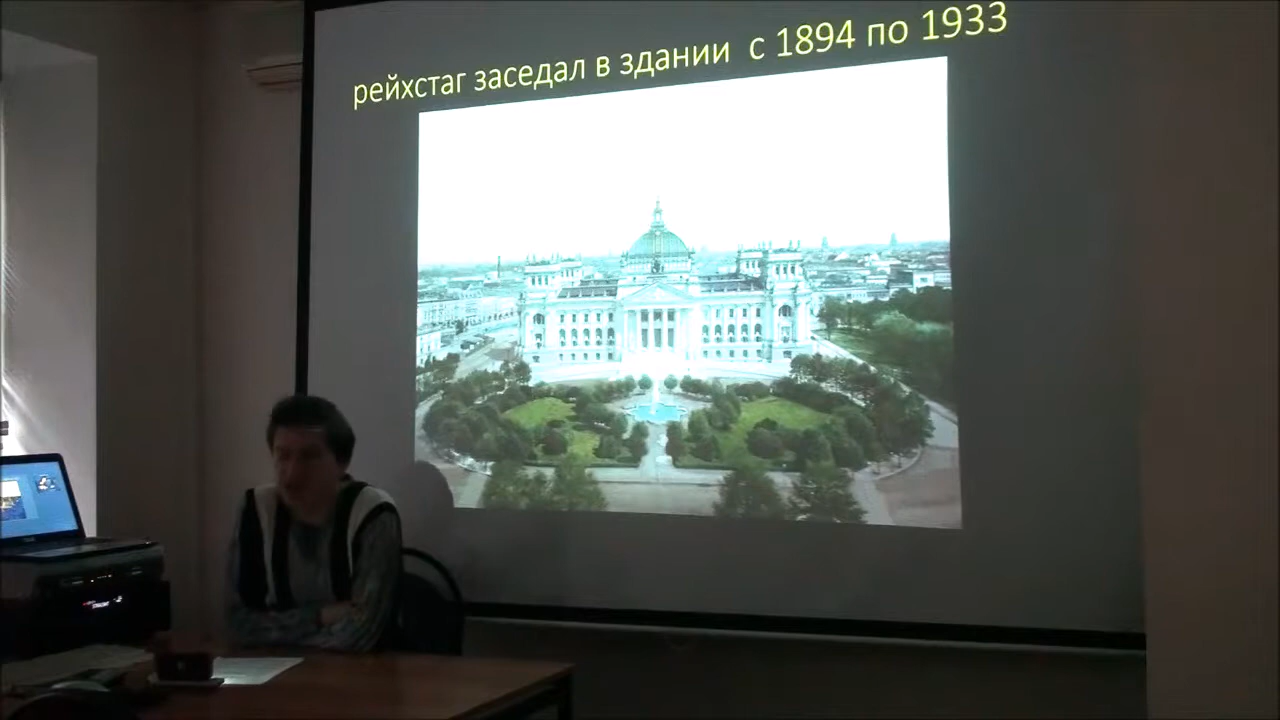 рейхстаг заседал в здании с 1894 по 1933